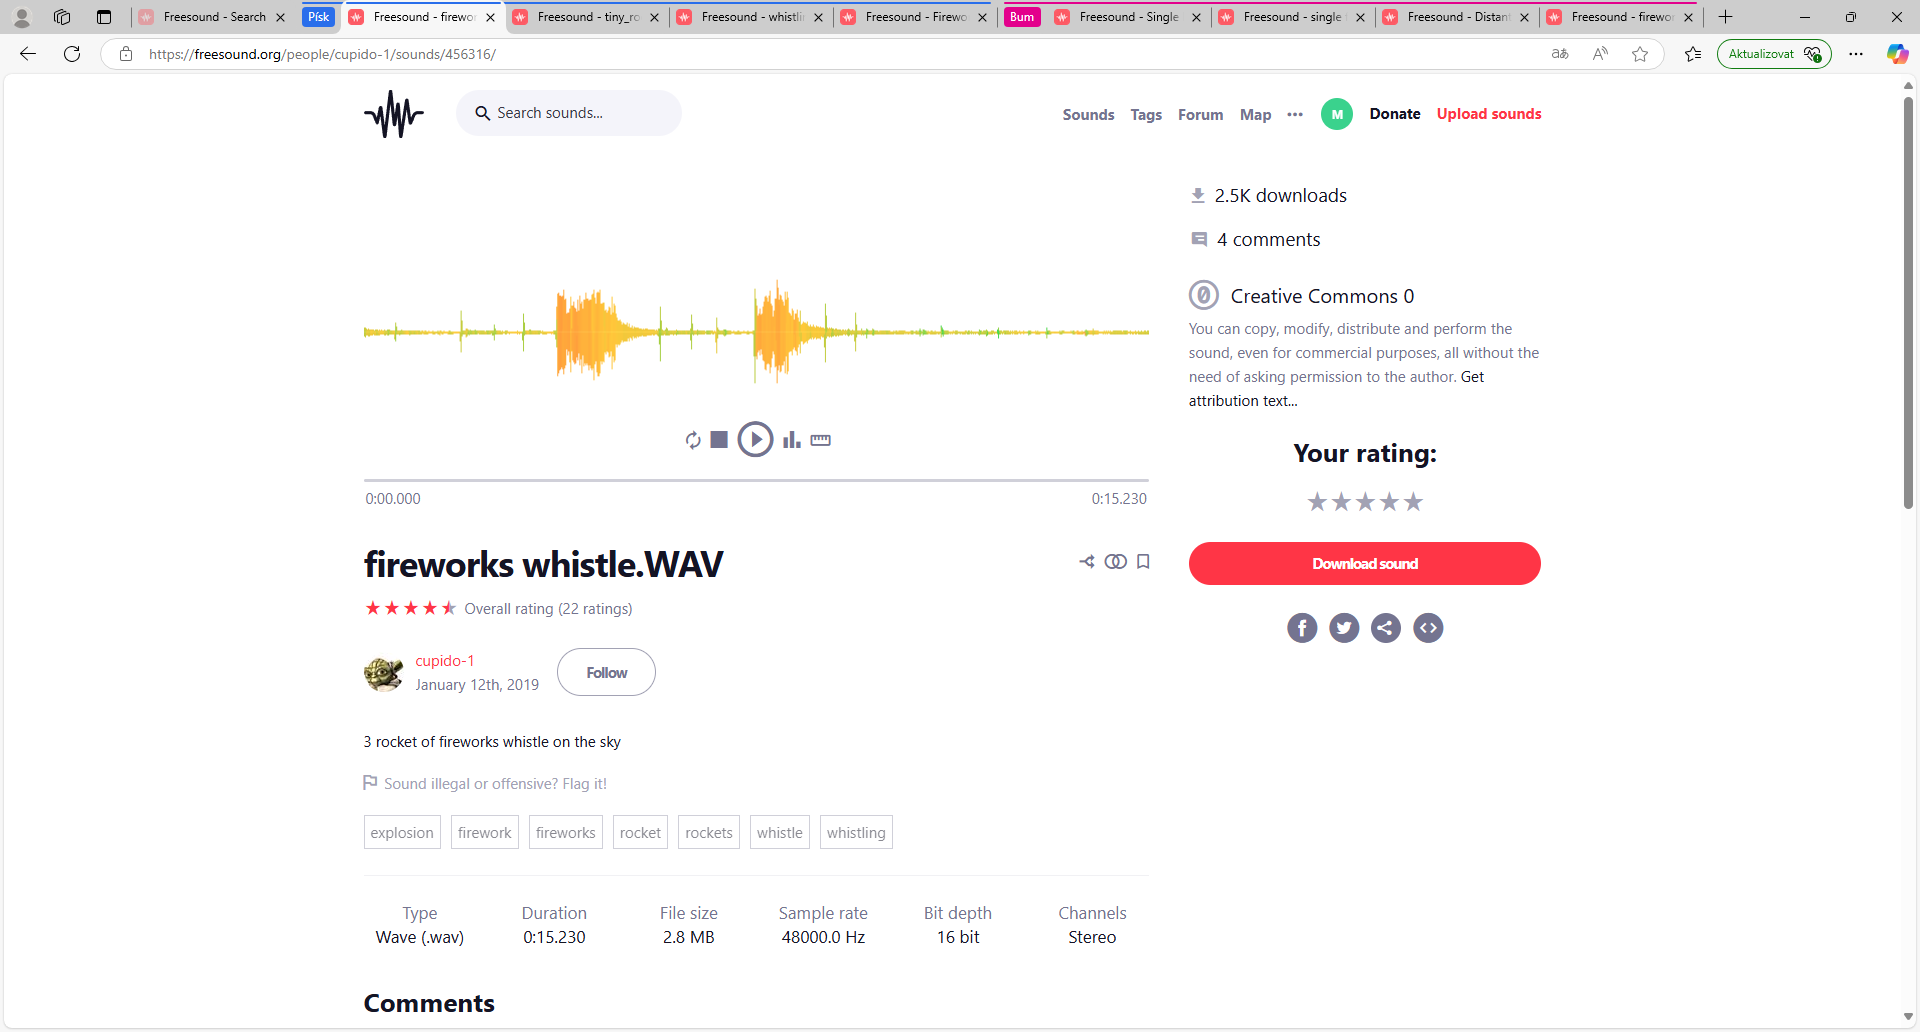 Freesound - Search
Písk
Freesound - firewor
Freesound - tiny_ro
Freesound - whistli
Freesound - Firewo
Bum
Freesound - Single
Freesound - single f
Freesound - Distant
Freesound - firewor
https://freesound.org/people/cupido-1/sounds/456316/
Aktualizovat
Search sounds...
Sounds
Tags
Forum
Map
M
Donate
Upload sounds
2.5K downloads
4 comments
Creative Commons 0
You can copy, modify, distribute and perform the
sound, even for commercial purposes, all without the
need of asking permission to the author. Get
attribution text...
0:00.000
0:15.230
Your rating:
Download sound
fireworks whistle.WAV
Overall rating (22 ratings)
cupido-1
January 12th, 2019
Follow
3 rocket of fireworks whistle on the sky
Sound illegal or offensive? Flag it!
explosion
firework
fireworks
rocket
rockets
whistle
whistling
Type
Duration
File size
Sample rate
Bit depth
Channels
Wave (.wav)
0:15.230
2.8 MB
48000.0 Hz
16 bit
Stereo
Comments